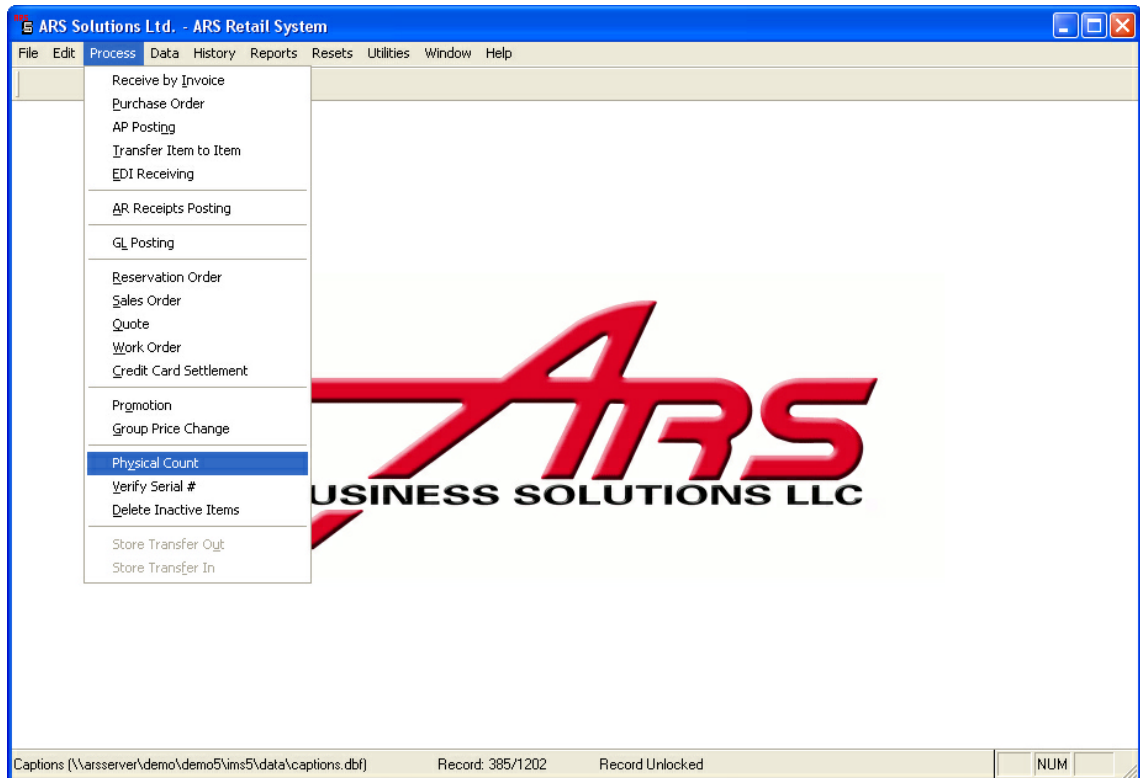 ARS Solutions Ltd. - ARS Retail System
File Edit Process Data History Reports Resets Utilities Window Help
Receive by Invoice
Purchase Order
AP Posting
Transfer Item to Item
EDI Receiving
AR Receipts Posting
GL Posting
Reservation Order
Sales Order
Quote
Work Order
Credit Card Settlement
Promotion
Group Price Change
Physical Count
Verify Serial #
Delete Inactive Items
Store Transfer Out
Store Transfer In
ARS
USINESS SOLUTIONS LLC
Captions (\\arsserver\demo\demo5\ims5\data\captions.dbf) Record: 385/1202 Record Unlocked NUM